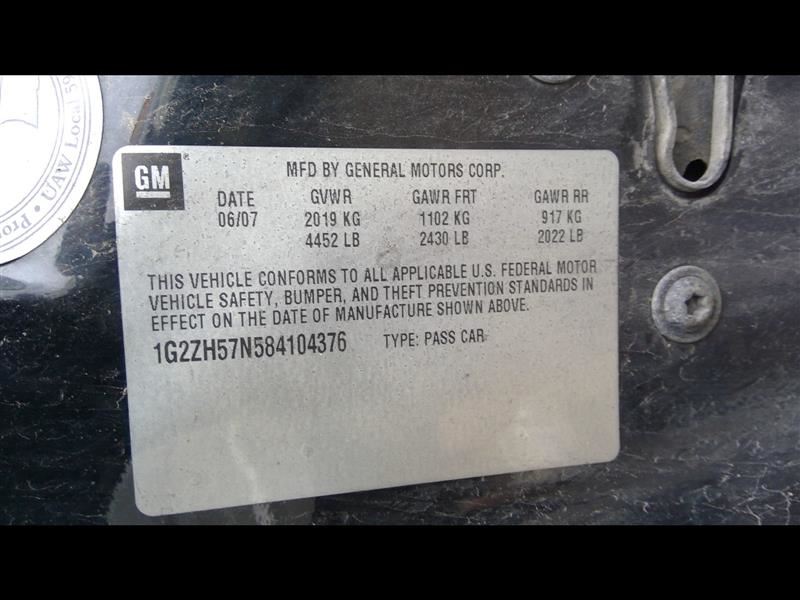 UAW Local 59
GM
MFD BY GENERAL MOTORS CORP.
DATE GVWR GAWR FRT GAWR RR
06/07 2019 KG 1102 KG 917 KG
4452 LB 2430 LB 2022 LB
THIS VEHICLE CONFORMS TO ALL APPLICABLE U.S. FEDERAL MOTOR
VEHICLE SAFETY, BUMPER, AND THEFT PREVENTION STANDARDS IN
EFFECT ON THE DATE OF MANUFACTURE SHOWN ABOVE.
1G2ZH57N584104376 TYPE: PASS CAR